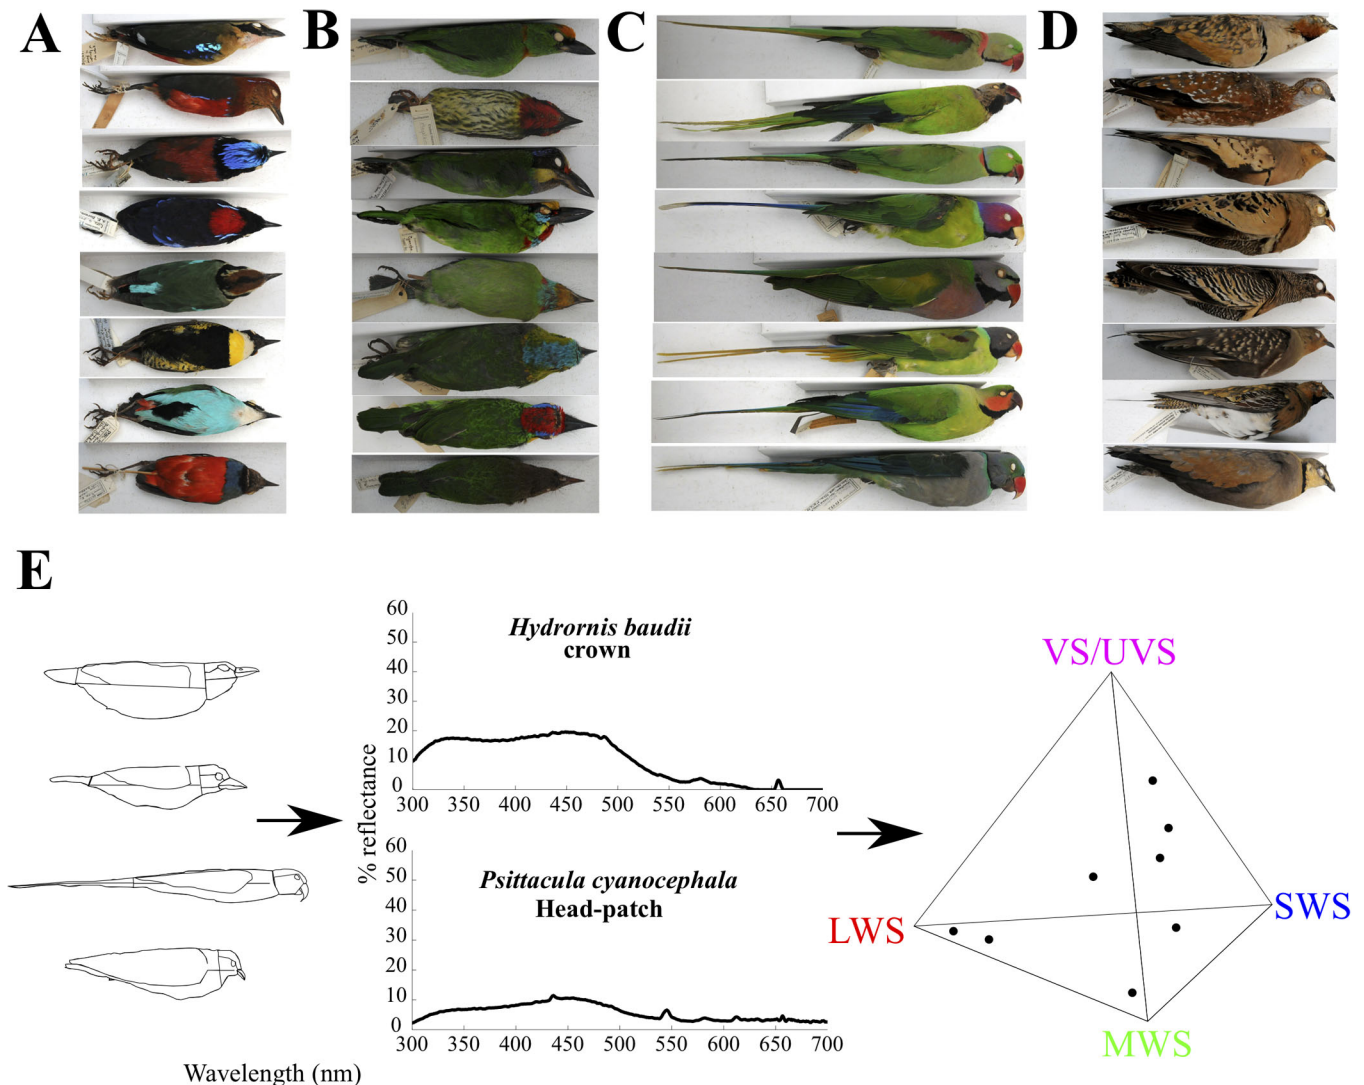 A
B
C
D
E
60
50
40
30
20
10
0
Hydrornis baudii
crown
300 350 400 450 500 550 600 650 700
% reflectance
60
50
40
30
20
10
0
Psittacula cyanocephala
Head-patch
300 350 400 450 500 550 600 650 700
Wavelength (nm)
VS/UVS
LWS
SWS
MWS